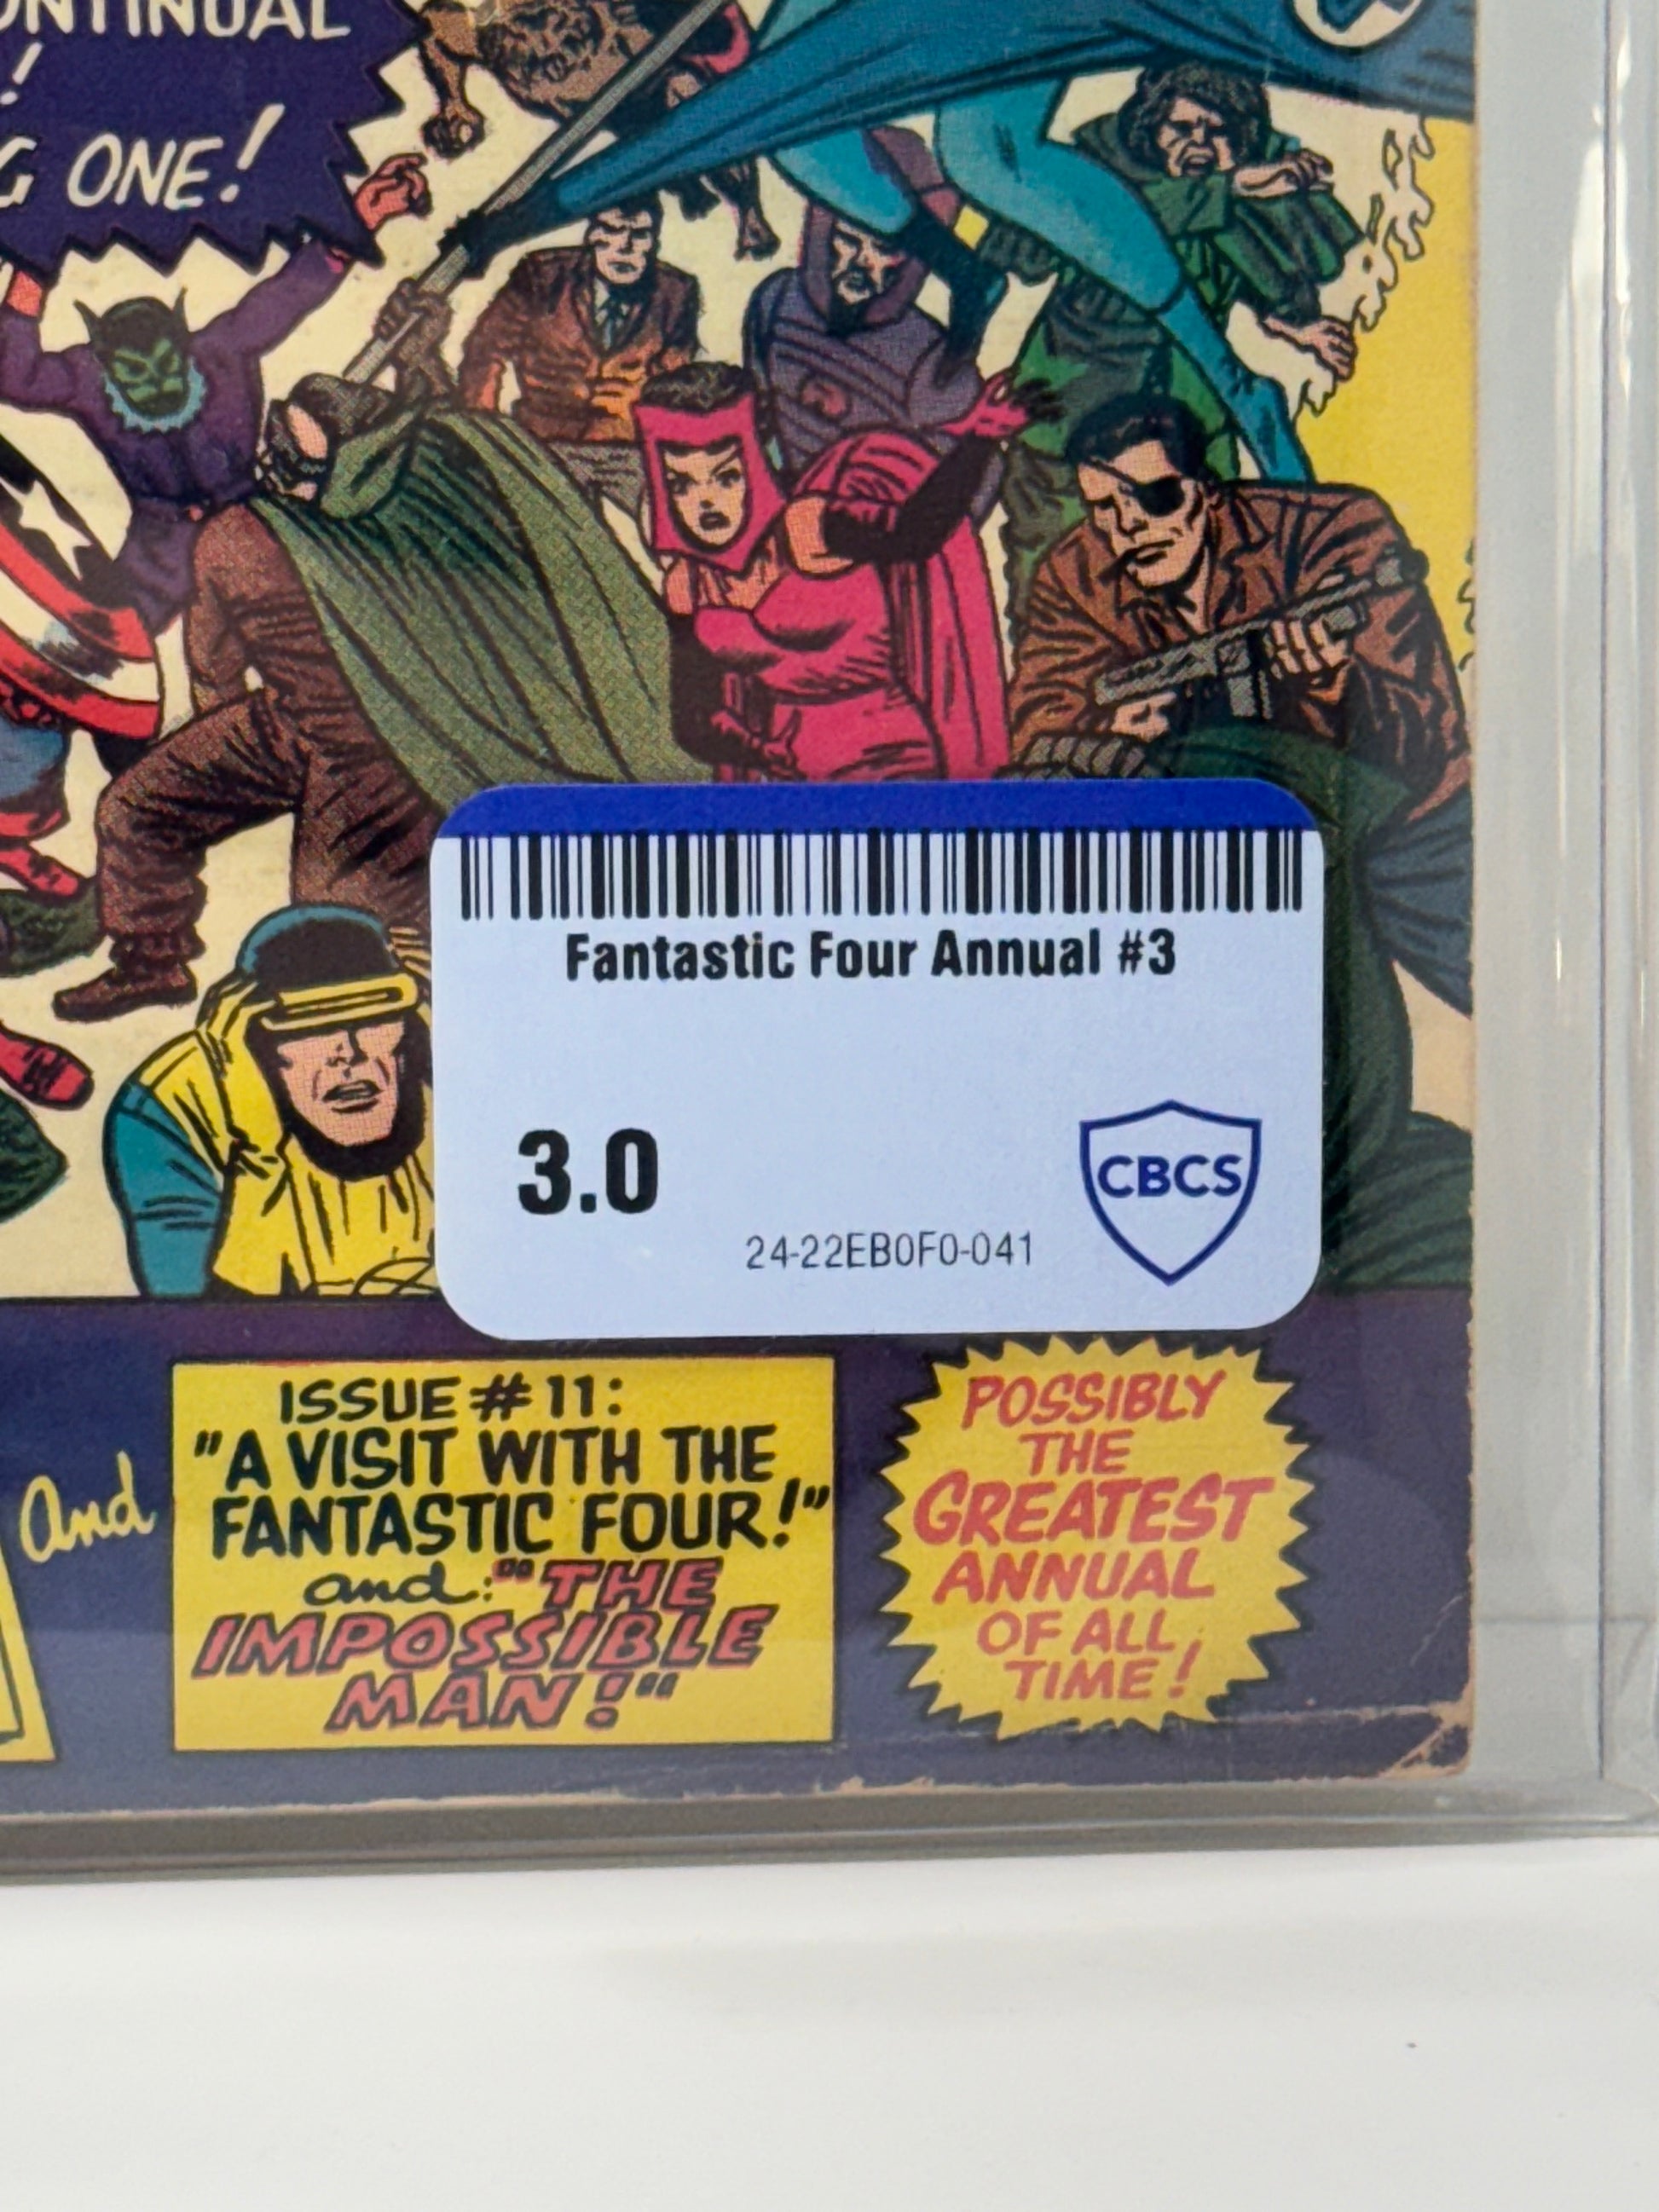 ONTINUAL
!
G ONE!
Fantastic Four Annual #3
3.0
CBCS
24-22EB0F0-041
And
ISSUE #11:
"A VISIT WITH THE
FANTASTIC FOUR!"
and: "THE
IMPOSSIBLE
MAN!"
POSSIBLY
THE
GREATEST
ANNUAL
OF ALL
TIME!